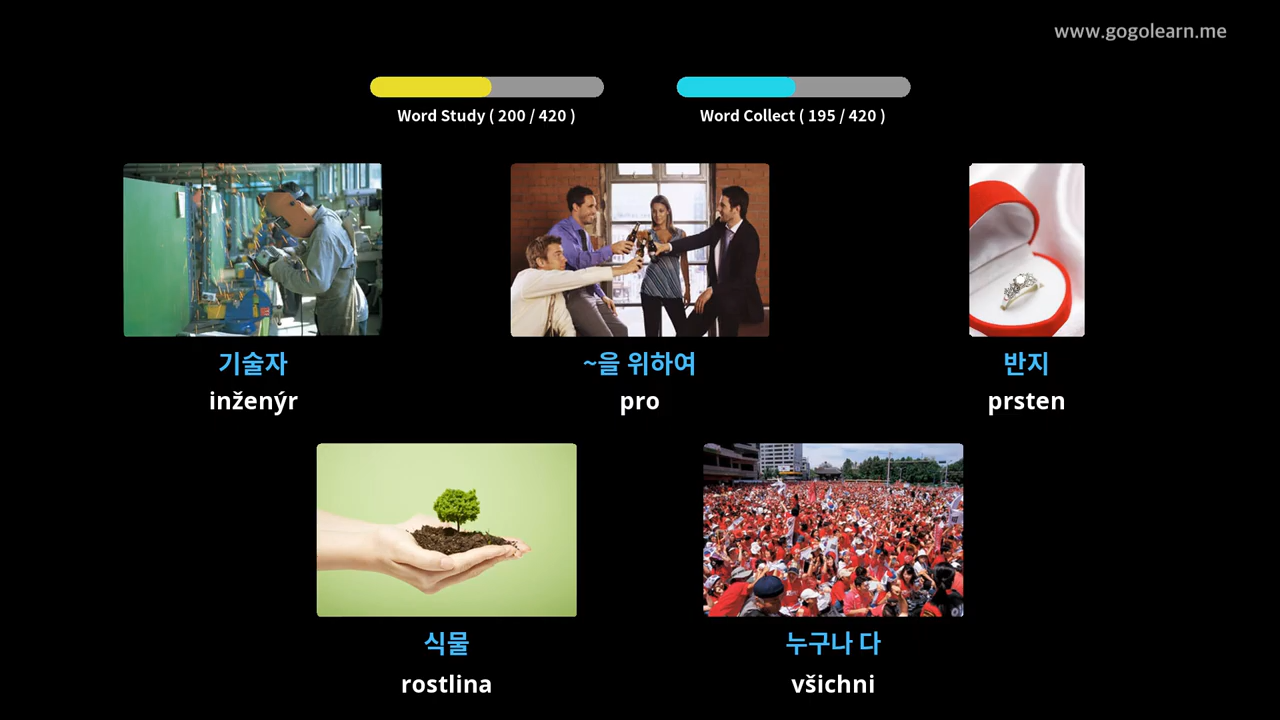 www.gogolearn.me
Word Study ( 200 / 420 )
Word Collect ( 195 / 420 )
기술자
inženýr
~을 위하여
pro
반지
prsten
식물
rostlina
누구나 다
všichni